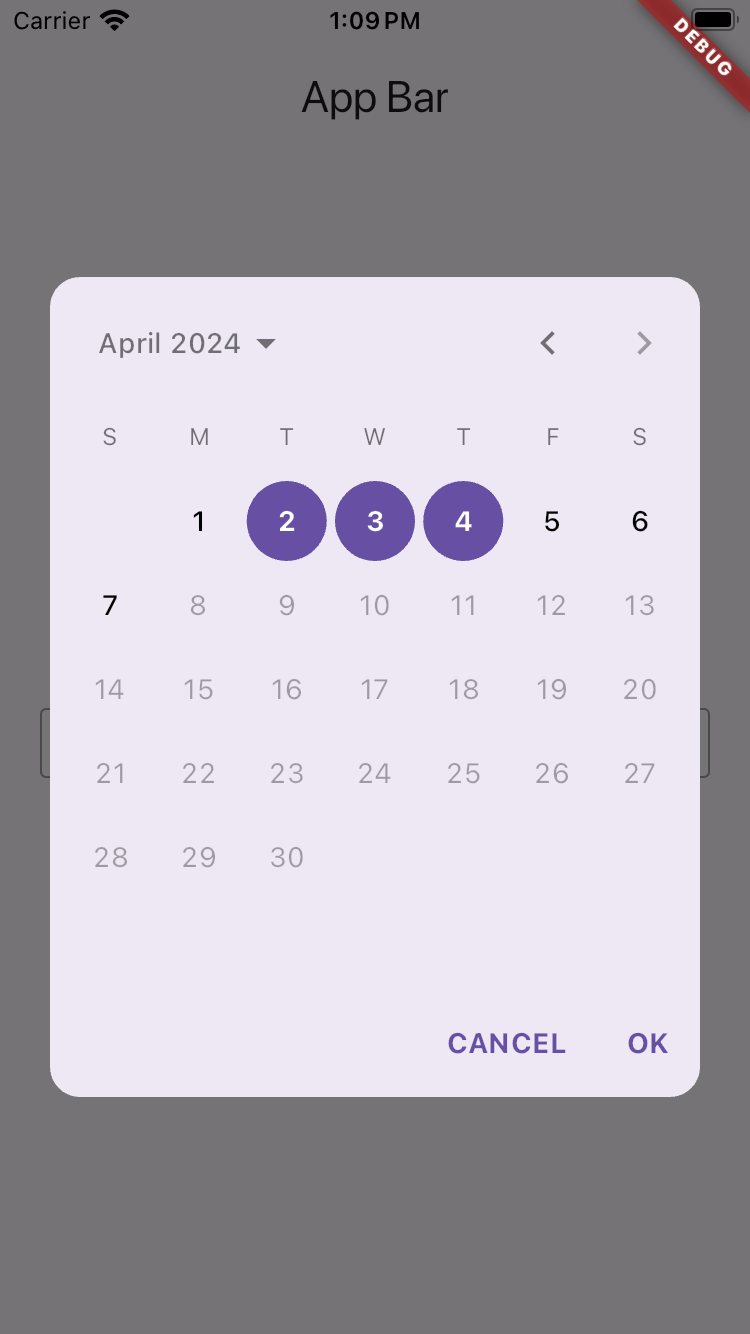 Carrier 1:09 PM
DEBUG
App Bar
April 2024
S M T W T F S
1 2 3 4 5 6
7 8 9 10 11 12 13
14 15 16 17 18 19 20
21 22 23 24 25 26 27
28 29 30
CANCEL OK